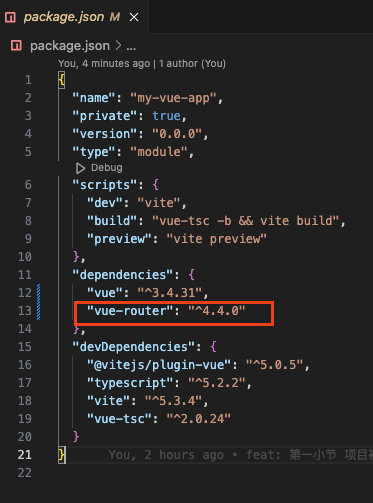 package.json M ×
package.json > ...
You, 4 minutes ago | 1 author (You)
1 {
2 "name": "my-vue-app",
3 "private": true,
4 "version": "0.0.0",
5 "type": "module",
Debug
6 "scripts": {
7 "dev": "vite",
8 "build": "vue-tsc -b && vite build",
9 "preview": "vite preview"
10 },
11 "dependencies": {
12 "vue": "^3.4.31",
13 "vue-router": "^4.4.0"
14 },
15 "devDependencies": {
16 "@vitejs/plugin-vue": "^5.0.5",
17 "typescript": "^5.2.2",
18 "vite": "^5.3.4",
19 "vue-tsc": "^2.0.24"
20 }
21 } You, 2 hours ago • feat: 第一小节 项目
22